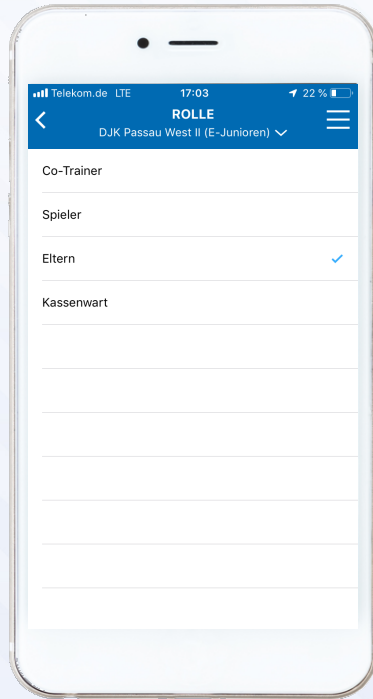 Telekom.de LTE 17:03 22 %
ROLLE
DJK Passau West II (E-Junioren)
Co-Trainer
Spieler
Eltern
Kassenwart